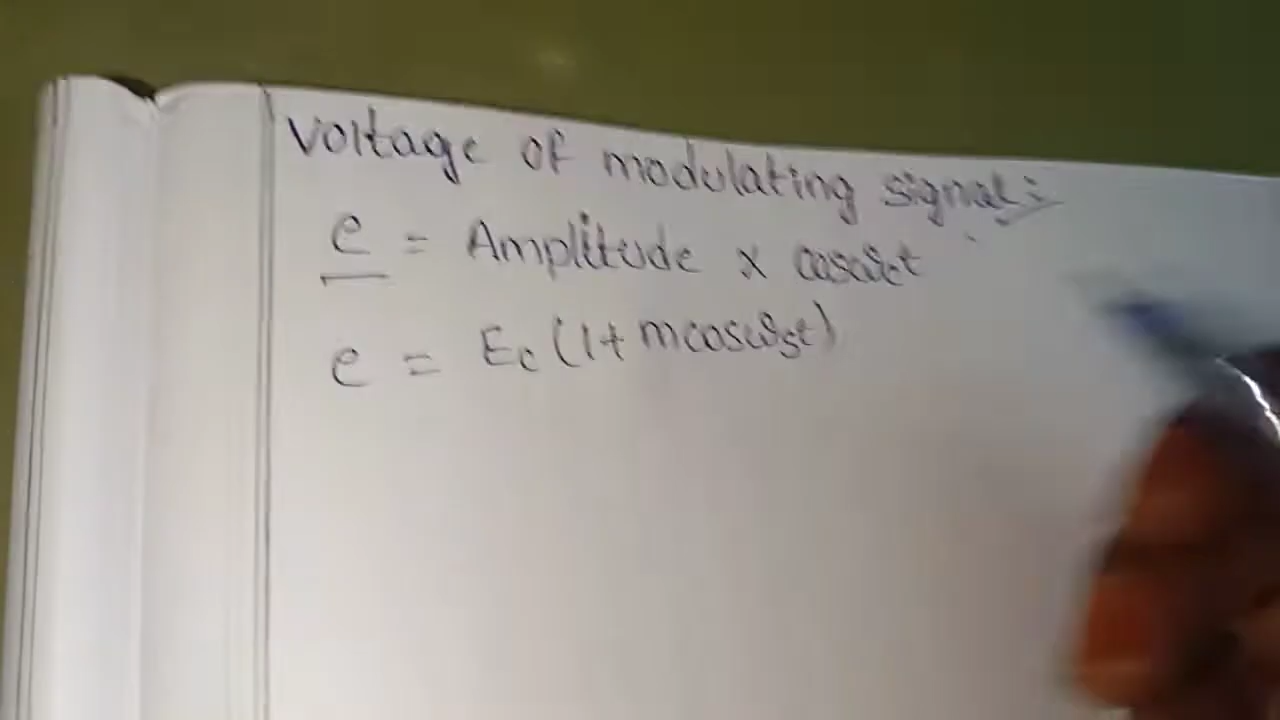 Voltage of modulating signal:
e = Amplitude x cosωct
e = Ec (1+ mcosωst)